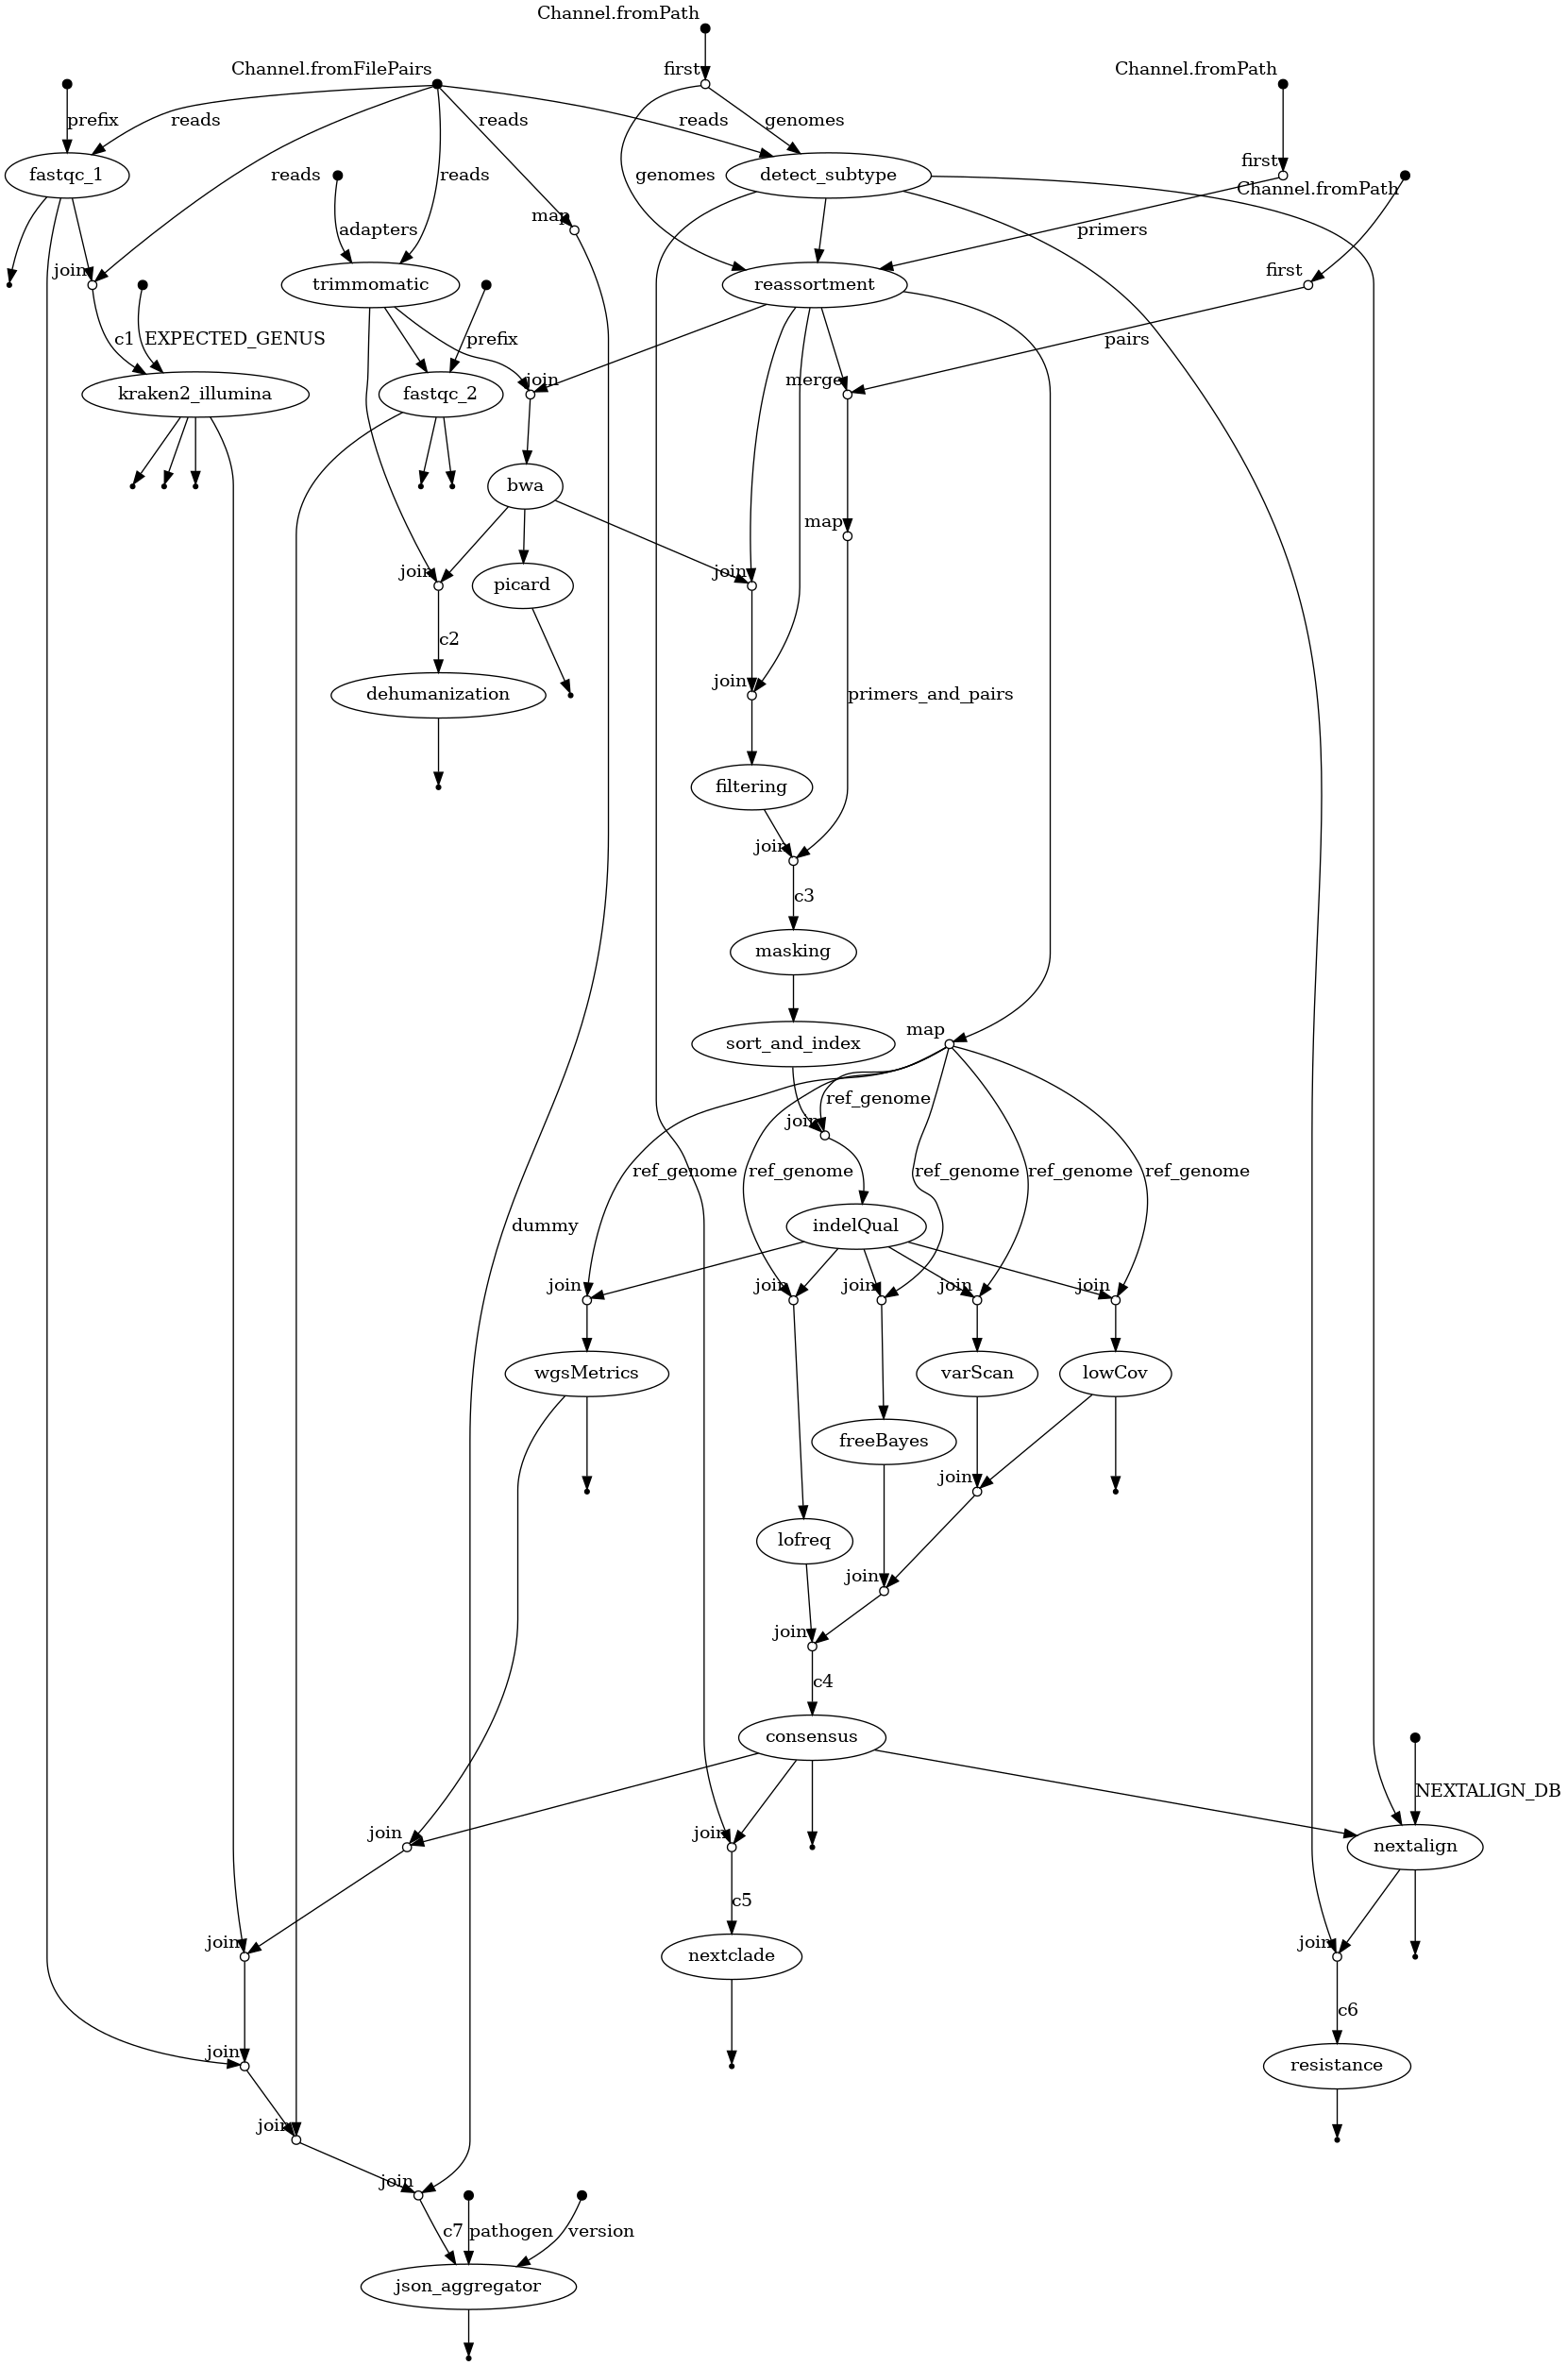 Channel.fromPath
Channel.fromFilePairs
first
Channel.fromPath
prefix
reads
reads
reads
genomes
fastqc_1
reads
reads
genomes
detect_subtype
first
Channel.fromPath
map
adapters
primers
join
trimmomatic
reassortment
first
c1
EXPECTED_GENUS
prefix
pairs
kraken2_illumina
fastqc_2
join
merge
bwa
map
join
picard
join
c2
dehumanization
join
primers_and_pairs
filtering
join
c3
masking
map
sort_and_index
ref_genome
join
ref_genome
ref_genome
ref_genome
ref_genome
ref_genome
dummy
indelQual
join
join
join
join
join
wgsMetrics
varScan
lowCov
freeBayes
join
lofreq
join
join
c4
consensus
NEXTALIGN_DB
join
join
nextalign
c5
join
nextclade
join
c6
join
resistance
join
join
c7
pathogen
version
json_aggregator